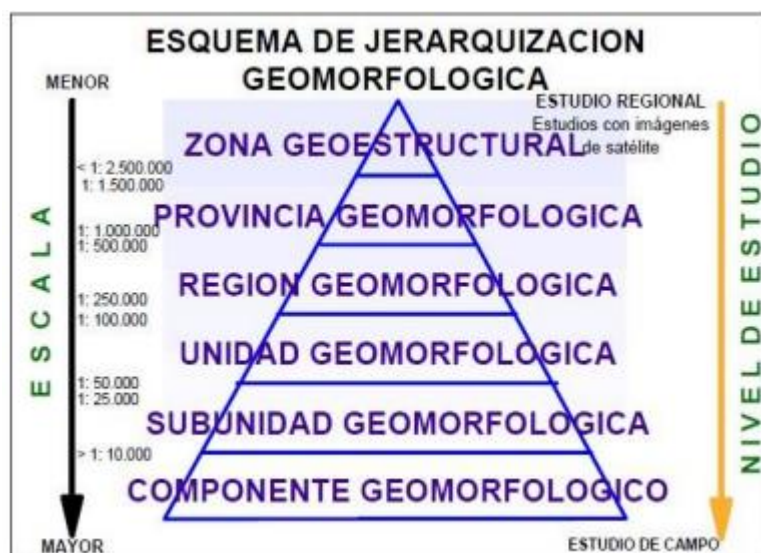 ESQUEMA DE JERARQUIZACION
GEOMORFOLOGICA
MENOR
ESTUDIO REGIONAL
Estudios con imágenes
de satélite
ZONA GEOESTRUCTURAL
< 1: 2.500.000
1: 1.500.000
PROVINCIA GEOMORFOLOGICA
1: 1.000.000
1: 500.000
REGION GEOMORFOLOGICA
1: 250.000
1: 100.000
UNIDAD GEOMORFOLOGICA
1: 50.000
1: 25.000
SUBUNIDAD GEOMORFOLOGICA
> 1: 10.000
COMPONENTE GEOMORFOLOGICO
MAYOR
ESTUDIO DE CAMPO
ESCALA
NIVEL DE ESTUDIO